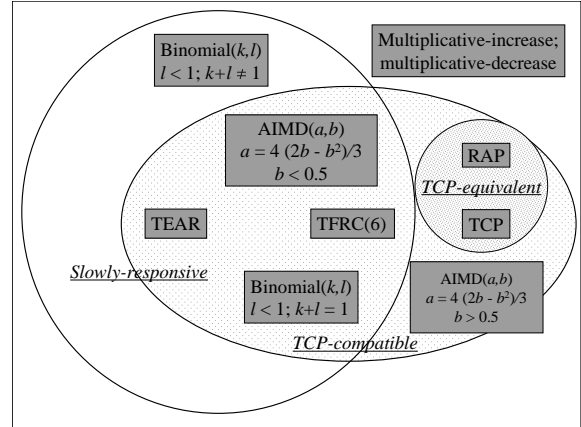 Binomial(k,l)
l < 1; k+l ≠ 1
Multiplicative-increase;
multiplicative-decrease
AIMD(a,b)
a = 4 (2b - b²)/3
b < 0.5
RAP
TCP-equivalent
TEAR
TFRC(6)
TCP
Slowly-responsive
Binomial(k,l)
l < 1; k+l = 1
AIMD(a,b)
a = 4 (2b - b²)/3
b > 0.5
TCP-compatible